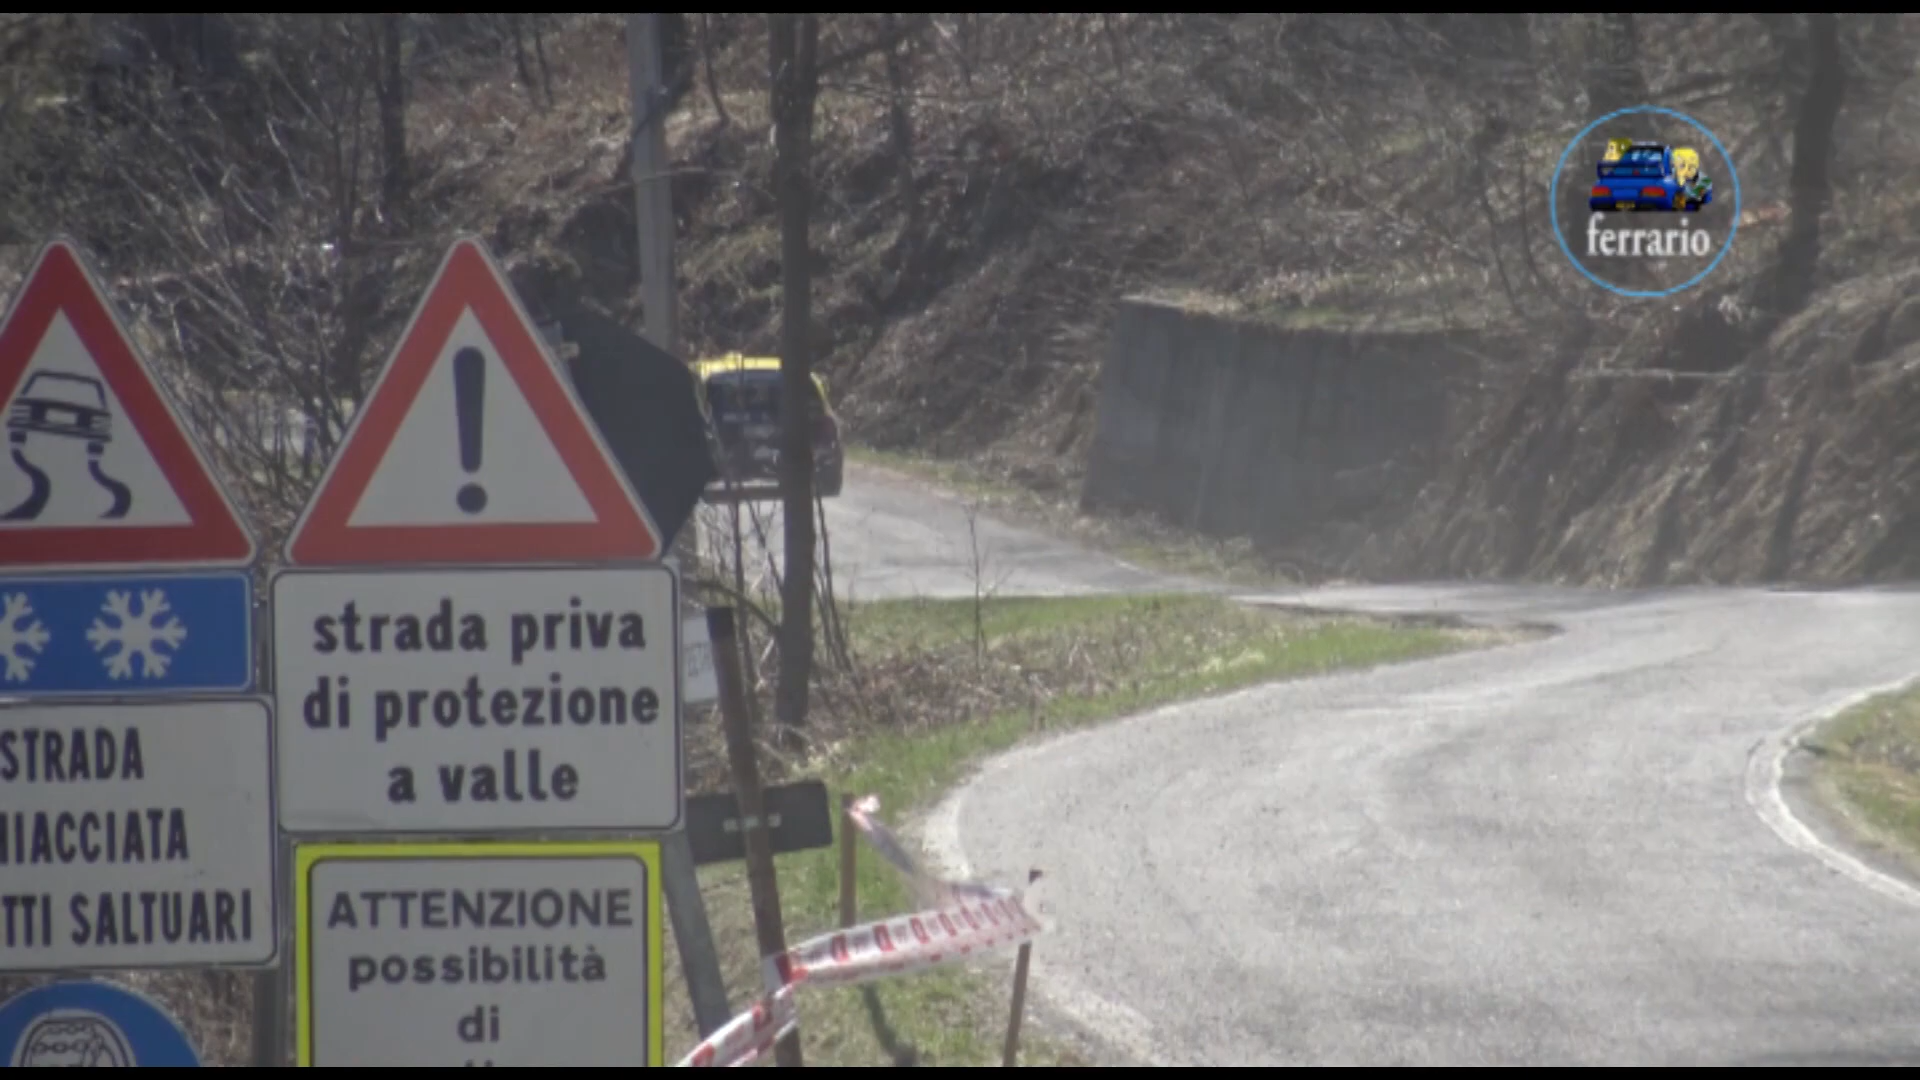 ferrario
strada priva
di protezione
a valle
STRADA
HIACCIATA
TTI SALTUARI
ATTENZIONE
possibilità
di